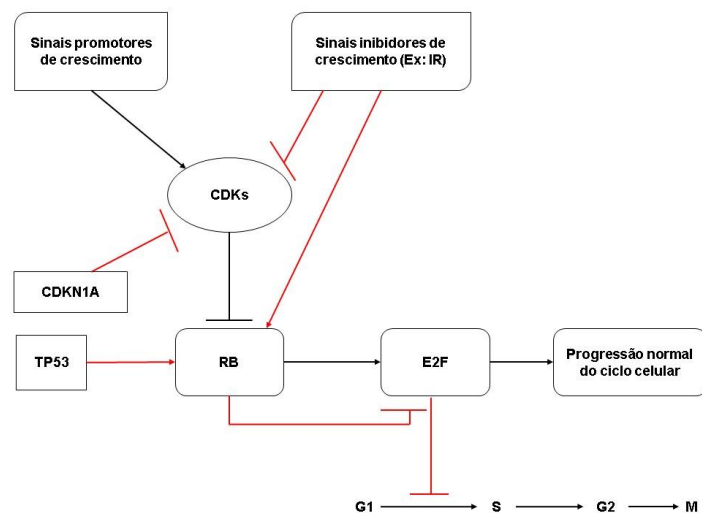 Sinais promotores
de crescimento
Sinais inibidores de
crescimento (Ex: IR)
CDKs
CDKN1A
TP53
RB
E2F
Progressão normal
do ciclo celular
G1
S
G2
M